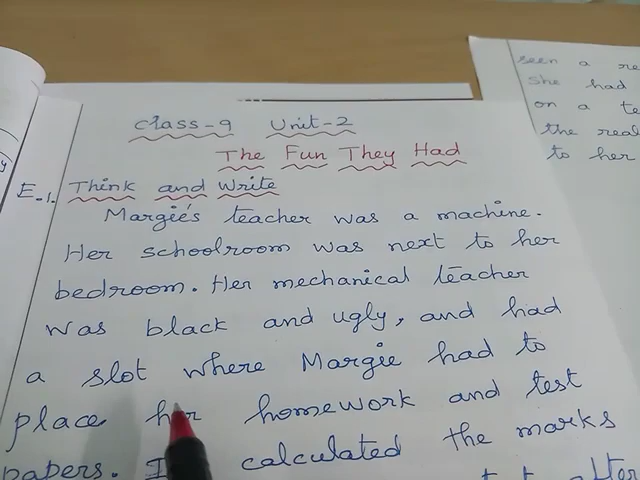 Class-9 Unit-2
The Fun They Had
E-1. Think and Write
Margie's teacher was a machine.
Her schoolroom was next to her
bedroom. Her mechanical teacher
was black and ugly, and had
a slot where Margie had to
place her homework and test
papers. calculated the marks
seen a
She had
on a
the real
to her